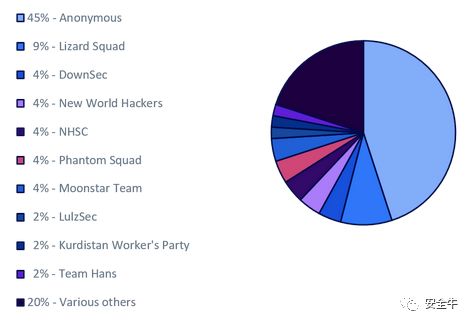 45% - Anonymous
9% - Lizard Squad
4% - DownSec
4% - New World Hackers
4% - NHSC
4% - Phantom Squad
4% - Moonstar Team
2% - LulzSec
2% - Kurdistan Worker's Party
2% - Team Hans
20% - Various others
安全牛